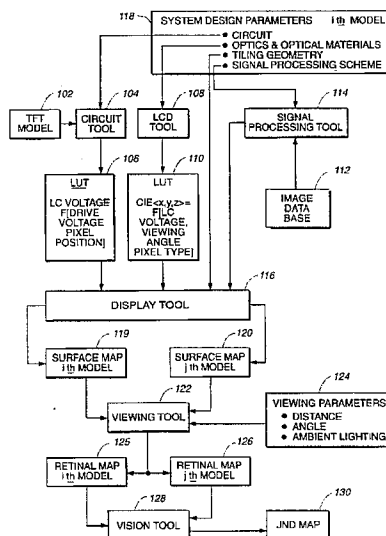 118
SYSTEM DESIGN PARAMETERS i th MODEL
● CIRCUIT
● OPTICS & OPTICAL MATERIALS
● TILING GEOMETRY
● SIGNAL PROCESSING SCHEME
102
104
108
114
TFT
MODEL
CIRCUIT
TOOL
LCD
TOOL
SIGNAL
PROCESSING TOOL
106
110
112
LUT
LC VOLTAGE
F[DRIVE
VOLTAGE
PIXEL
POSITION]
LUT
CIE<x,y,z>=
F[LC
VOLTAGE,
VIEWING
ANGLE
PIXEL TYPE]
IMAGE
DATA
BASE
116
DISPLAY TOOL
119
120
SURFACE MAP
i th MODEL
SURFACE MAP
j th MODEL
122
124
VIEWING TOOL
VIEWING PARAMETERS
● DISTANCE
● ANGLE
● AMBIENT LIGHTING
125
126
RETINAL MAP
i th MODEL
RETINAL MAP
j th MODEL
128
130
VISION TOOL
JND MAP